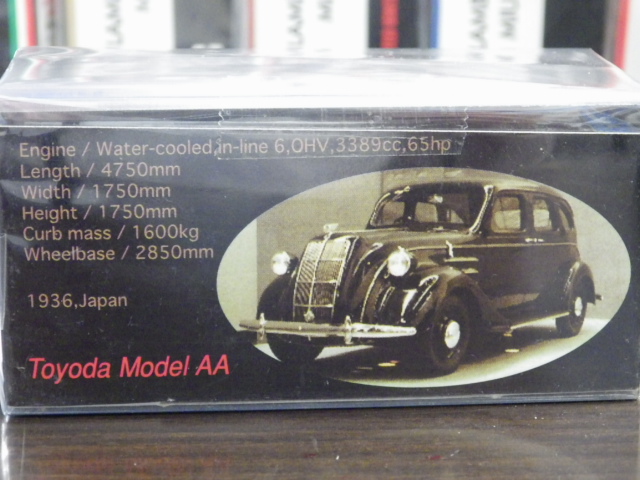 Engine / Water-cooled,in-line 6,OHV,3389cc,65hp
Length / 4750mm
Width / 1750mm
Height / 1750mm
Curb mass / 1600kg
Wheelbase / 2850mm
1936,Japan
Toyoda Model AA